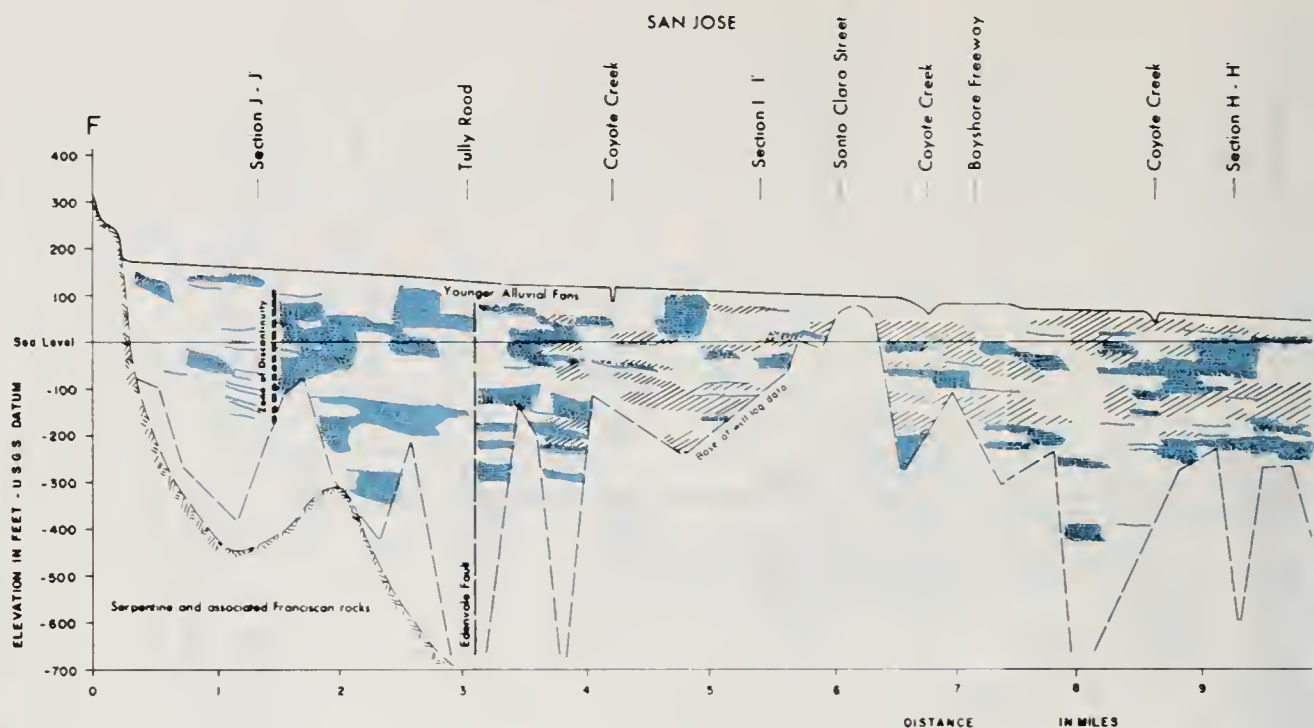 SAN JOSE
Section J - J'
Tully Road
Coyote Creek
Section I I'
Santa Clara Street
Coyote Creek
Bayshore Freeway
Coyote Creek
Section H - H'
F
400
300
200
100
Sea Level
-100
-200
-300
-400
-500
-600
-700
ELEVATION IN FEET - U.S.G.S. DATUM
Zone of Discontinuity
Younger Alluvial Fans
Base of well log data
Edenvale Fault
Serpentine and associated Franciscan rocks
0
1
2
3
4
5
6
7
8
9
DISTANCE IN MILES